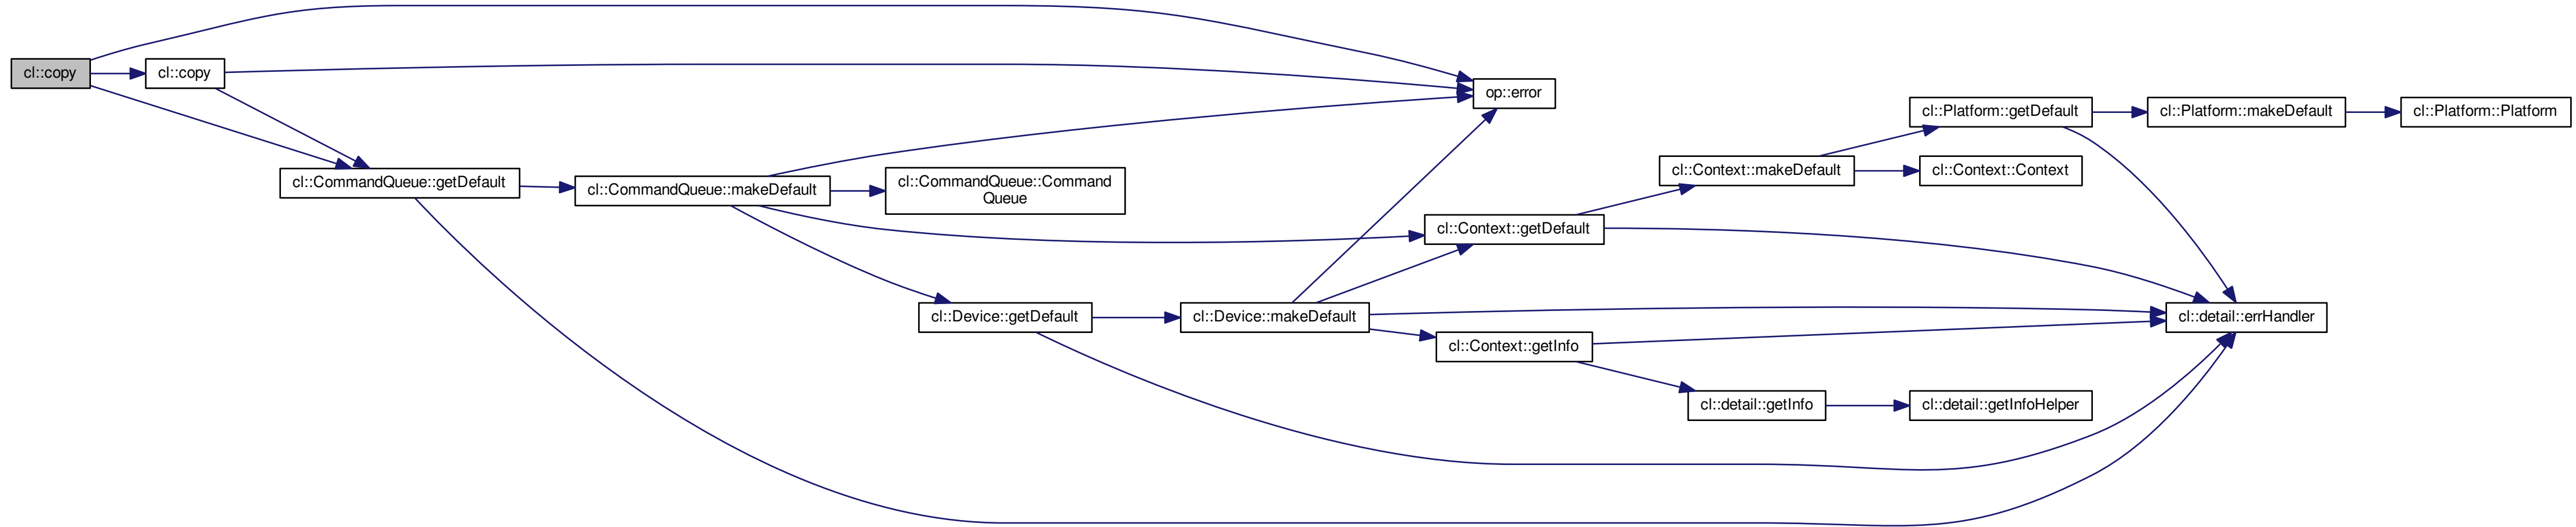 cl::copy
cl::copy
cl::CommandQueue::getDefault
cl::CommandQueue::makeDefault
cl::CommandQueue::Command
Queue
cl::Device::getDefault
cl::Device::makeDefault
op::error
cl::Context::getDefault
cl::Context::getInfo
cl::Context::makeDefault
cl::detail::getInfo
cl::Platform::getDefault
cl::Context::Context
cl::detail::getInfoHelper
cl::Platform::makeDefault
cl::detail::errHandler
cl::Platform::Platform